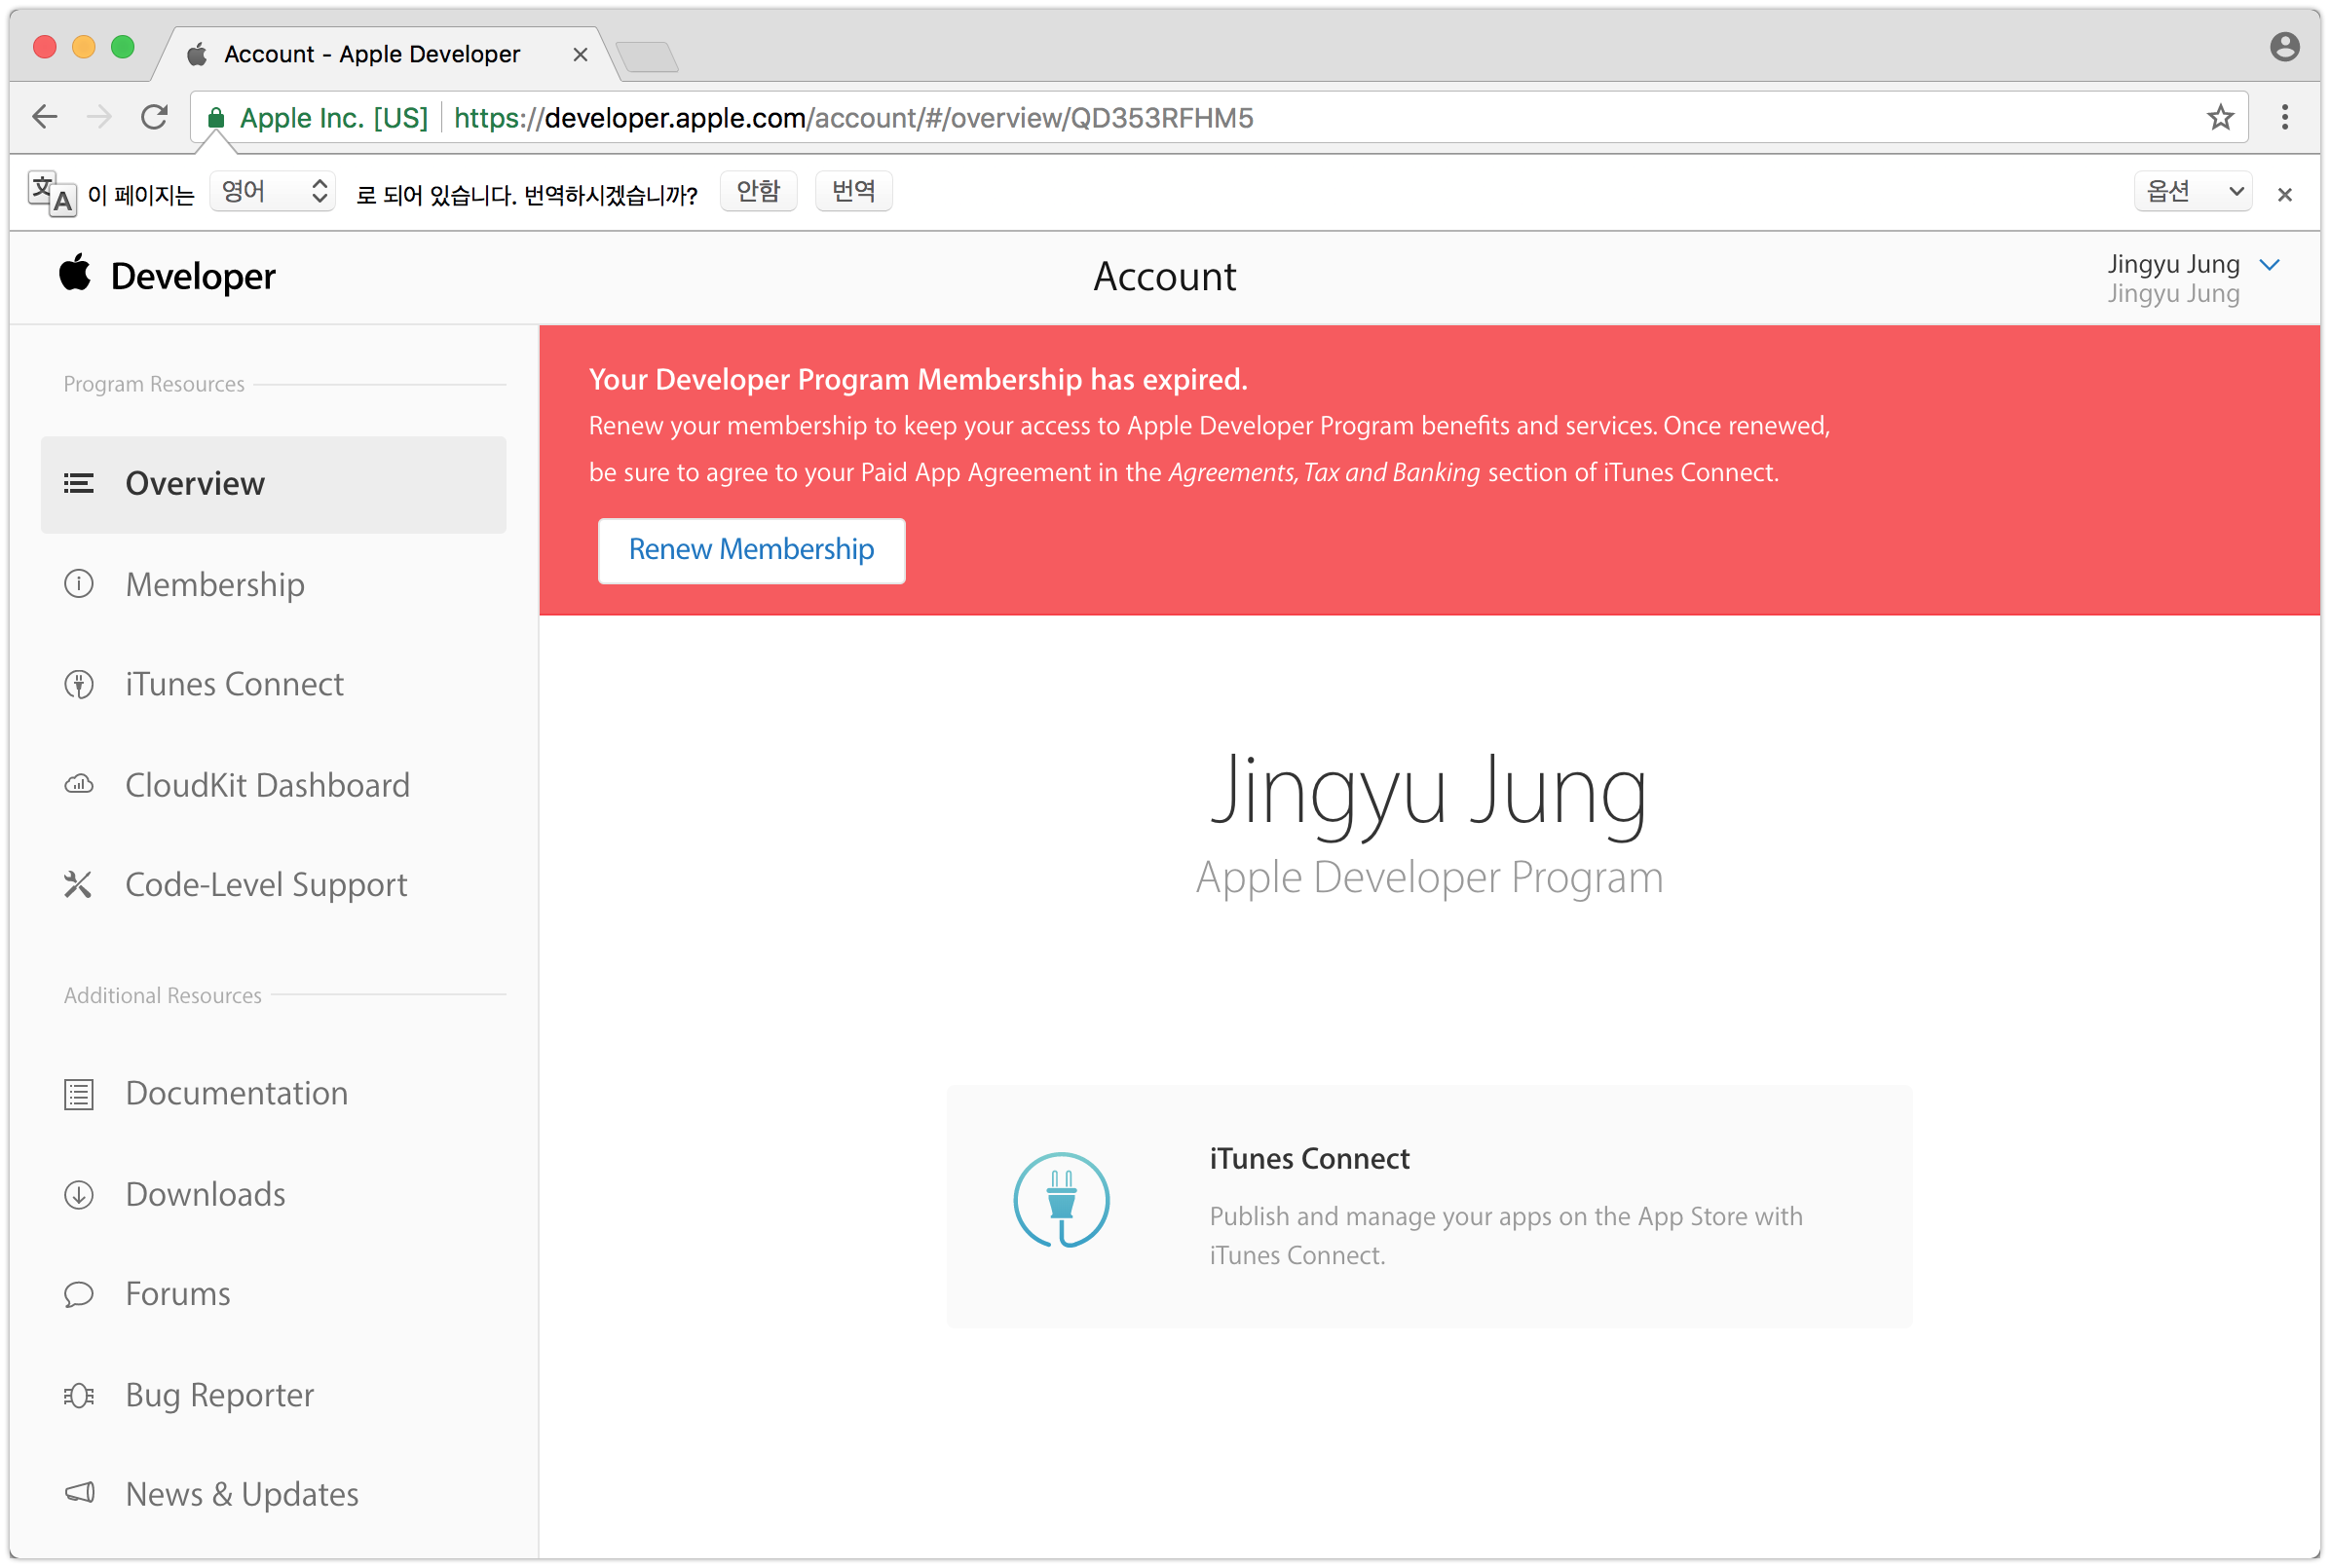 Account - Apple Developer
Apple Inc. [US] https://developer.apple.com/account/#/overview/QD353RFHM5
文A 이 페이지는 영어 로 되어 있습니다. 번역하시겠습니까? 안함 번역 옵션
Developer
Account
Jingyu Jung
Jingyu Jung
Program Resources
Overview
Membership
iTunes Connect
CloudKit Dashboard
Code-Level Support
Additional Resources
Documentation
Downloads
Forums
Bug Reporter
News & Updates
Your Developer Program Membership has expired.
Renew your membership to keep your access to Apple Developer Program benefits and services. Once renewed,
be sure to agree to your Paid App Agreement in the Agreements, Tax and Banking section of iTunes Connect.
Renew Membership
Jingyu Jung
Apple Developer Program
iTunes Connect
Publish and manage your apps on the App Store with
iTunes Connect.